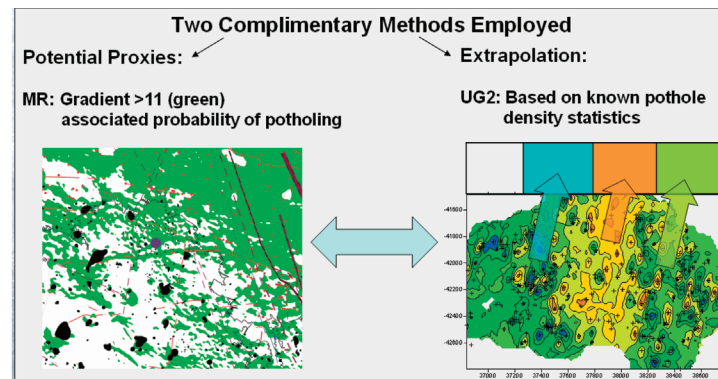 Two Complimentary Methods Employed
Potential Proxies:
Extrapolation:
MR: Gradient >11 (green)
associated probability of potholing
UG2: Based on known pothole
density statistics
-41800
-41900
-42000
-42200
-42400
-42600
37000 37200 37400 37600 37800 38000 38200 38400 38600